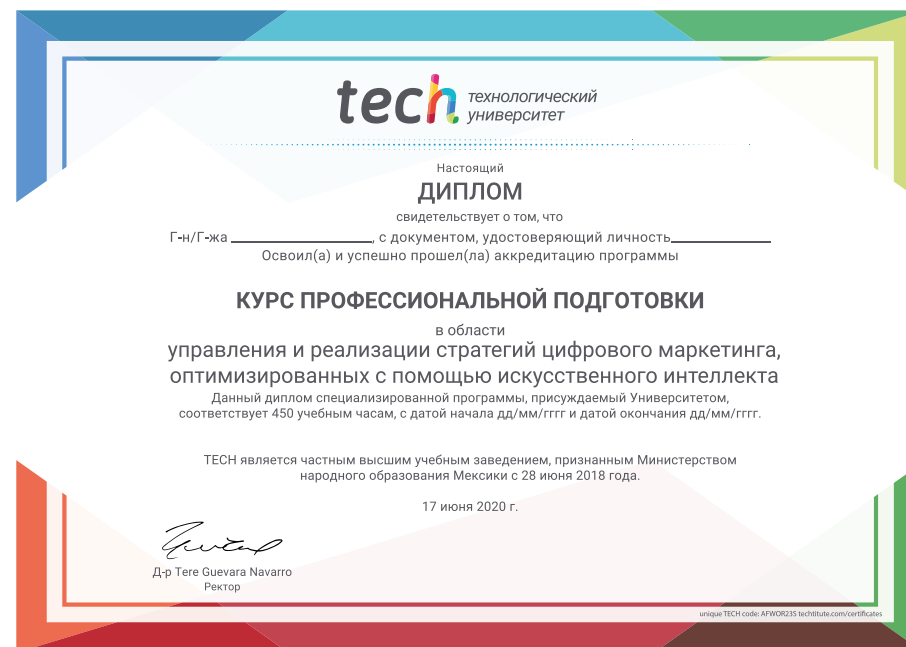 tech технологический
университет
Настоящий
ДИПЛОМ
свидетельствует о том, что
Г-н/Г-жа ________________, с документом, удостоверяющий личность____________
Освоил(а) и успешно прошел(ла) аккредитацию программы
КУРС ПРОФЕССИОНАЛЬНОЙ ПОДГОТОВКИ
в области
управления и реализации стратегий цифрового маркетинга,
оптимизированных с помощью искусственного интеллекта
Данный диплом специализированной программы, присуждаемый Университетом,
соответствует 450 учебным часам, с датой начала дд/мм/гггг и датой окончания дд/мм/гггг.
TECH является частным высшим учебным заведением, признанным Министерством
народного образования Мексики с 28 июня 2018 года.
17 июня 2020 г.
Д-р Tere Guevara Navarro
Ректор
unique TECH code: AFWOR23S techtitute.com/certificates